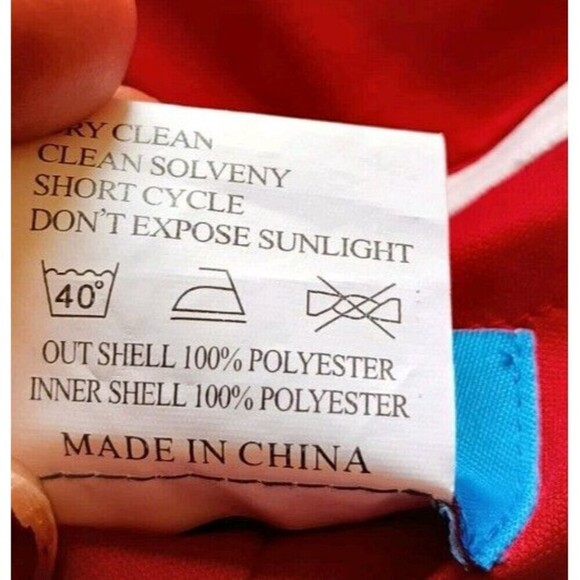 RY CLEAN
CLEAN SOLVENY
SHORT CYCLE
DON'T EXPOSE SUNLIGHT
40°
OUT SHELL 100% POLYESTER
INNER SHELL 100% POLYESTER
MADE IN CHINA